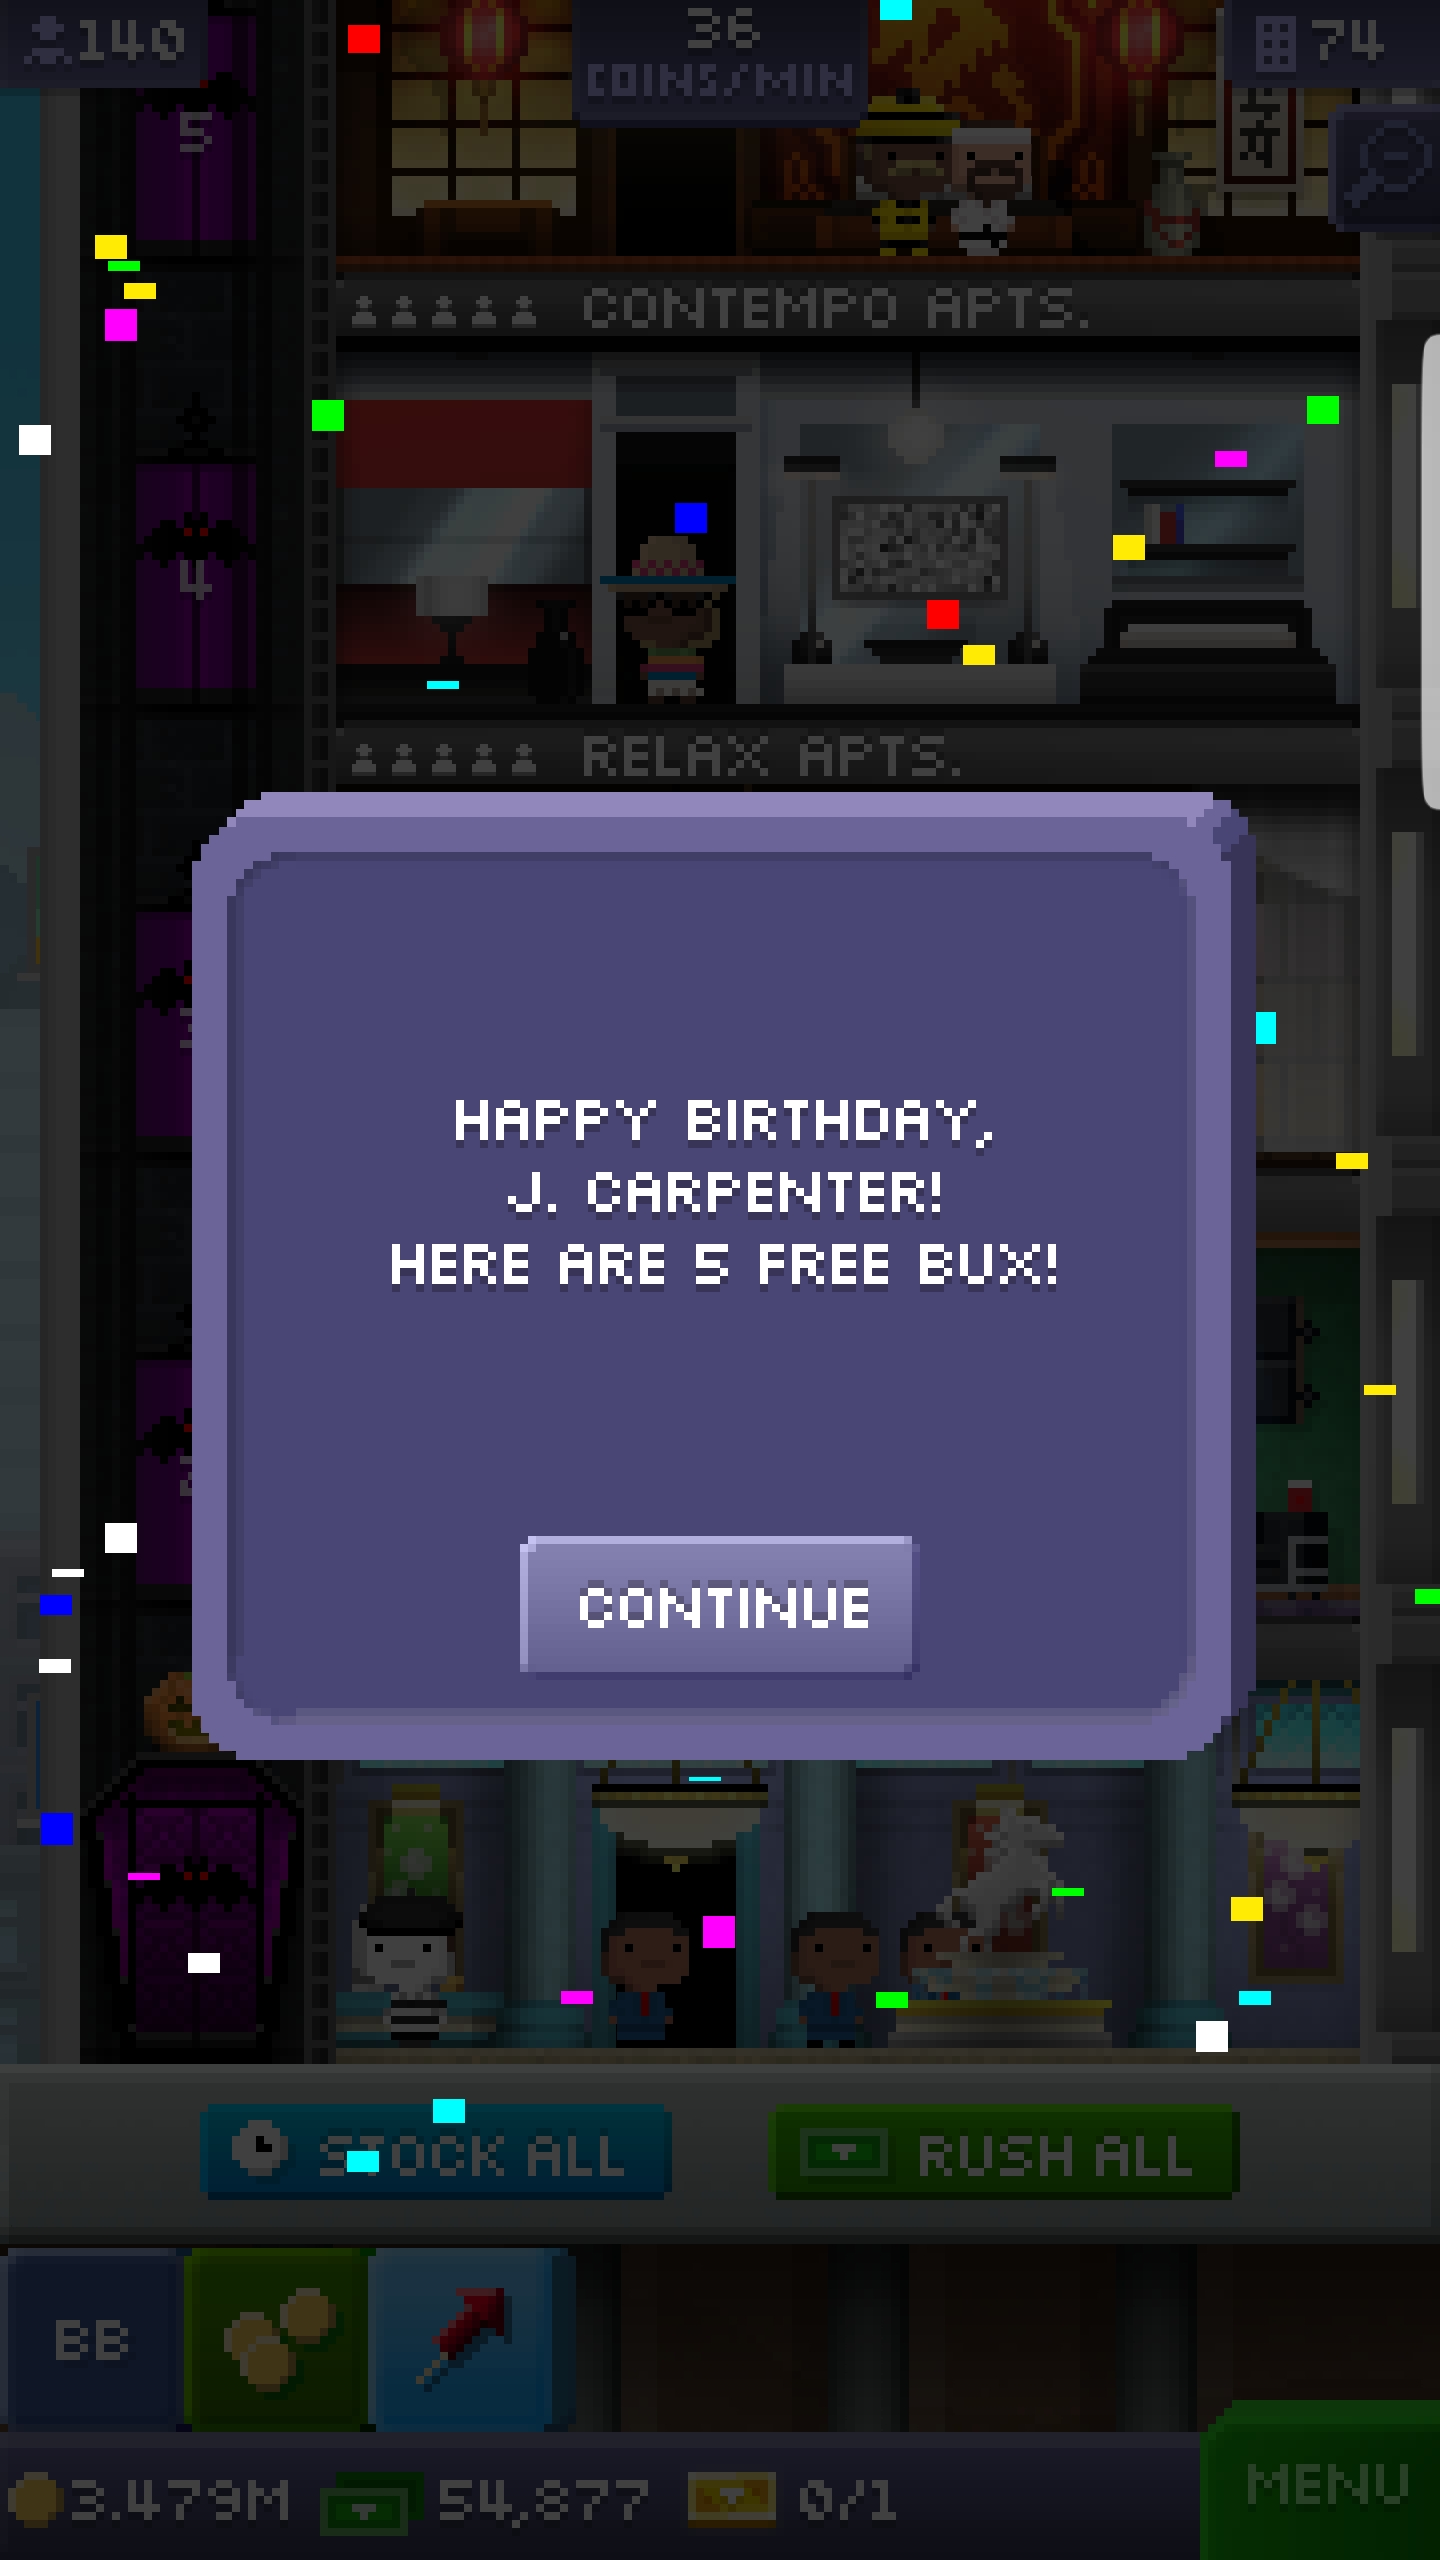 140
36
COINS/MIN
74
5
CONTEMPO APTS.
4
RELAX APTS.
HAPPY BIRTHDAY,
J. CARPENTER!
HERE ARE 5 FREE BUX!
CONTINUE
STOCK ALL
RUSH ALL
BB
3.479M
54,877
0/1
MENU